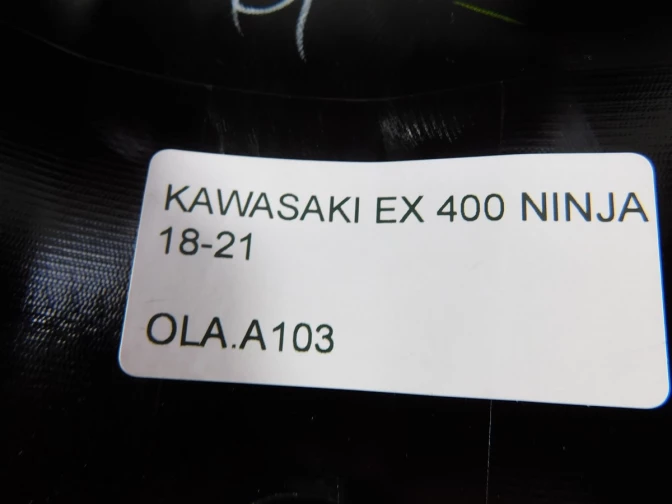 KAWASAKI EX 400 NINJA
18-21
OLA.A103